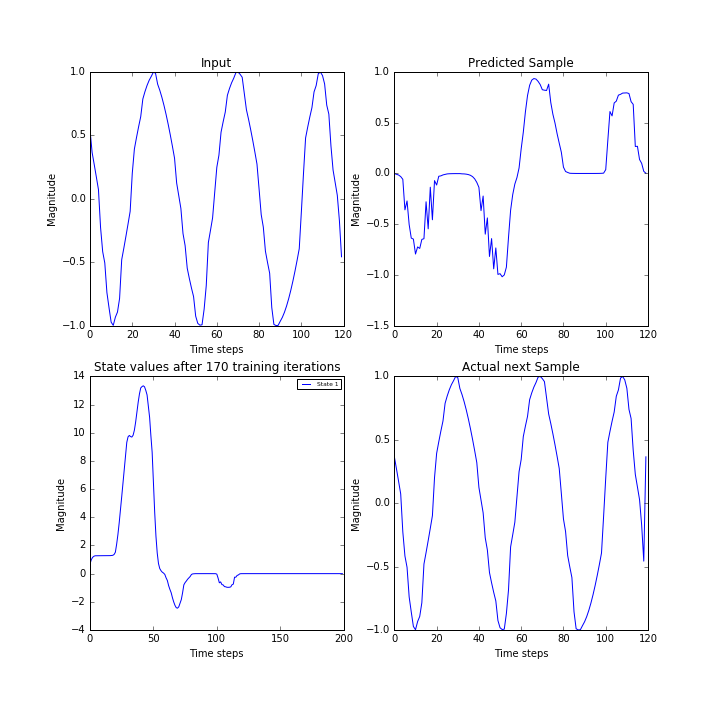 Input
Magnitude
1.0
0.5
0.0
−0.5
−1.0
0 20 40 60 80 100 120
Time steps
Predicted Sample
Magnitude
1.0
0.5
0.0
−0.5
−1.0
−1.5
0 20 40 60 80 100 120
Time steps
State values after 170 training iterations
State 1
Magnitude
14
12
10
8
6
4
2
0
−2
−4
0 50 100 150 200
Time steps
Actual next Sample
Magnitude
1.0
0.5
0.0
−0.5
−1.0
0 20 40 60 80 100 120
Time steps